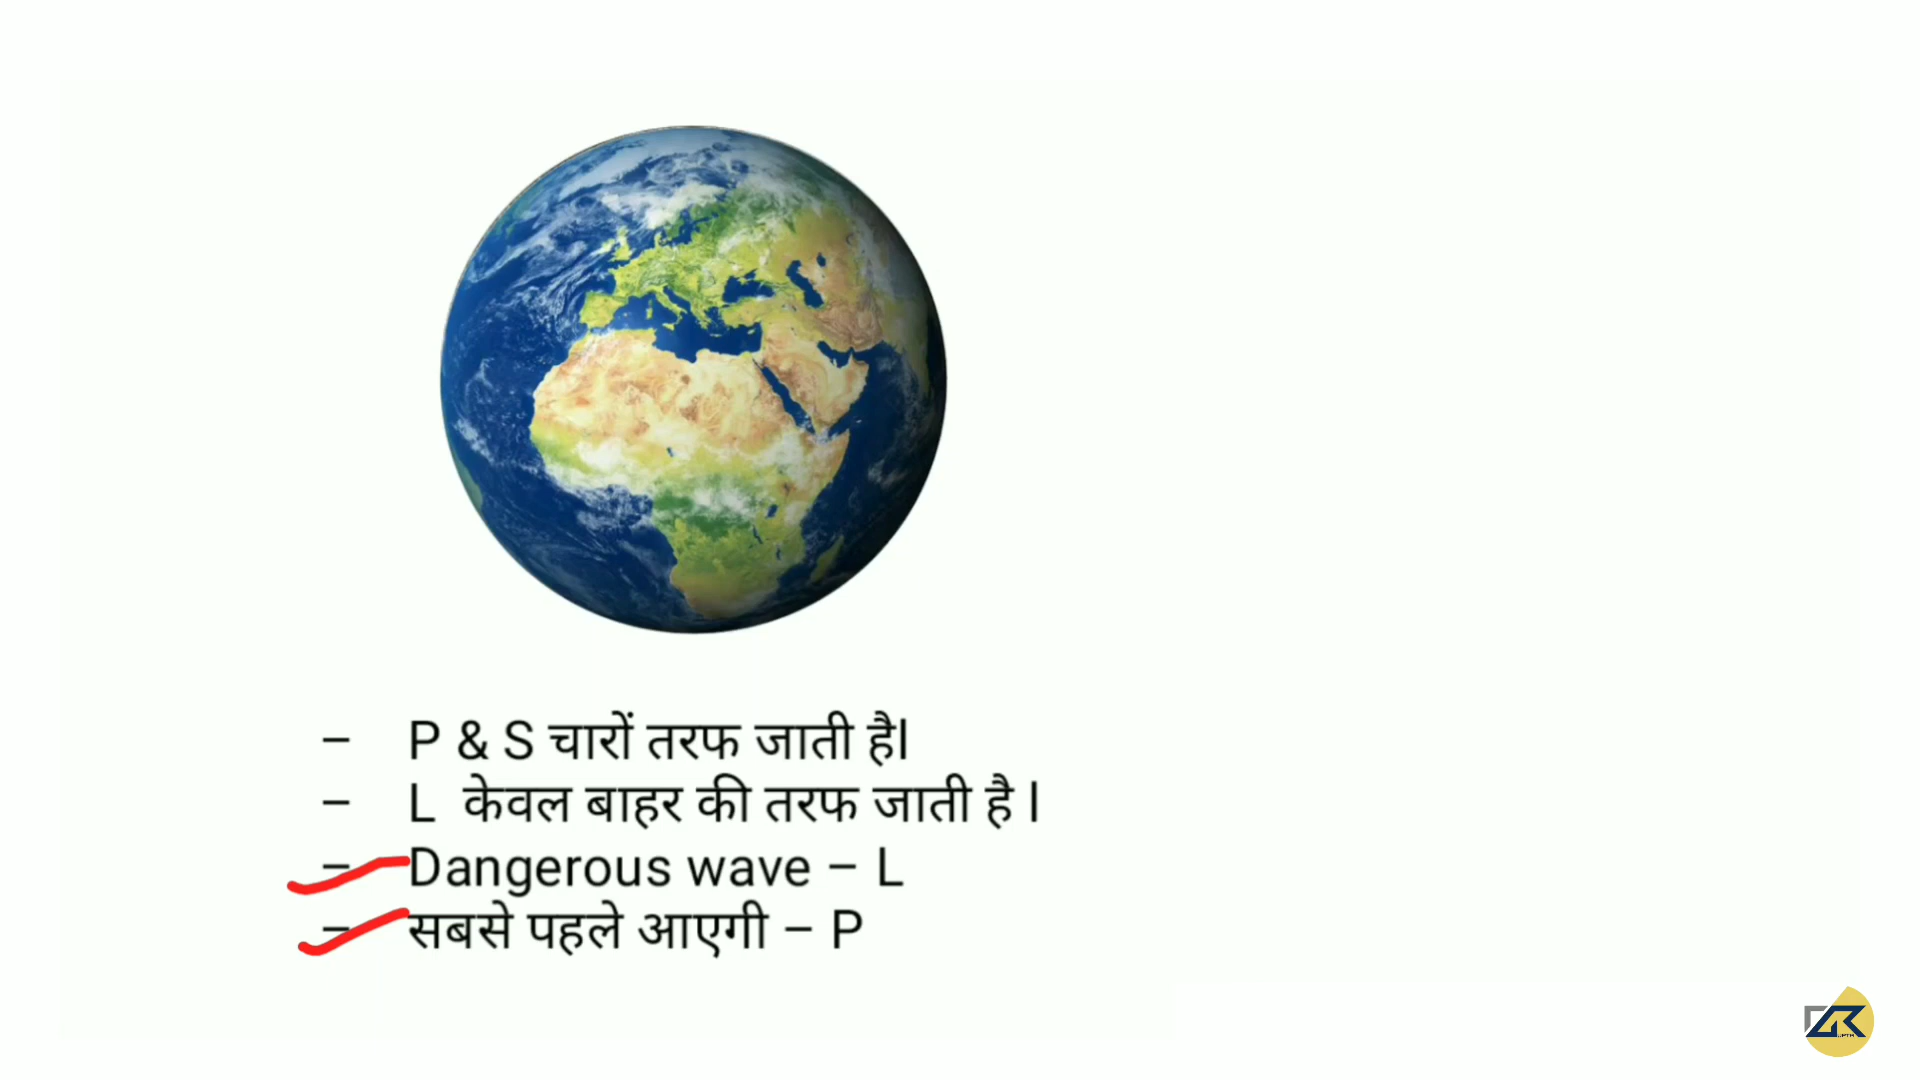 – P & S चारों तरफ जाती है।
– L केवल बाहर की तरफ जाती है ।
– Dangerous wave – L
– सबसे पहले आएगी – P